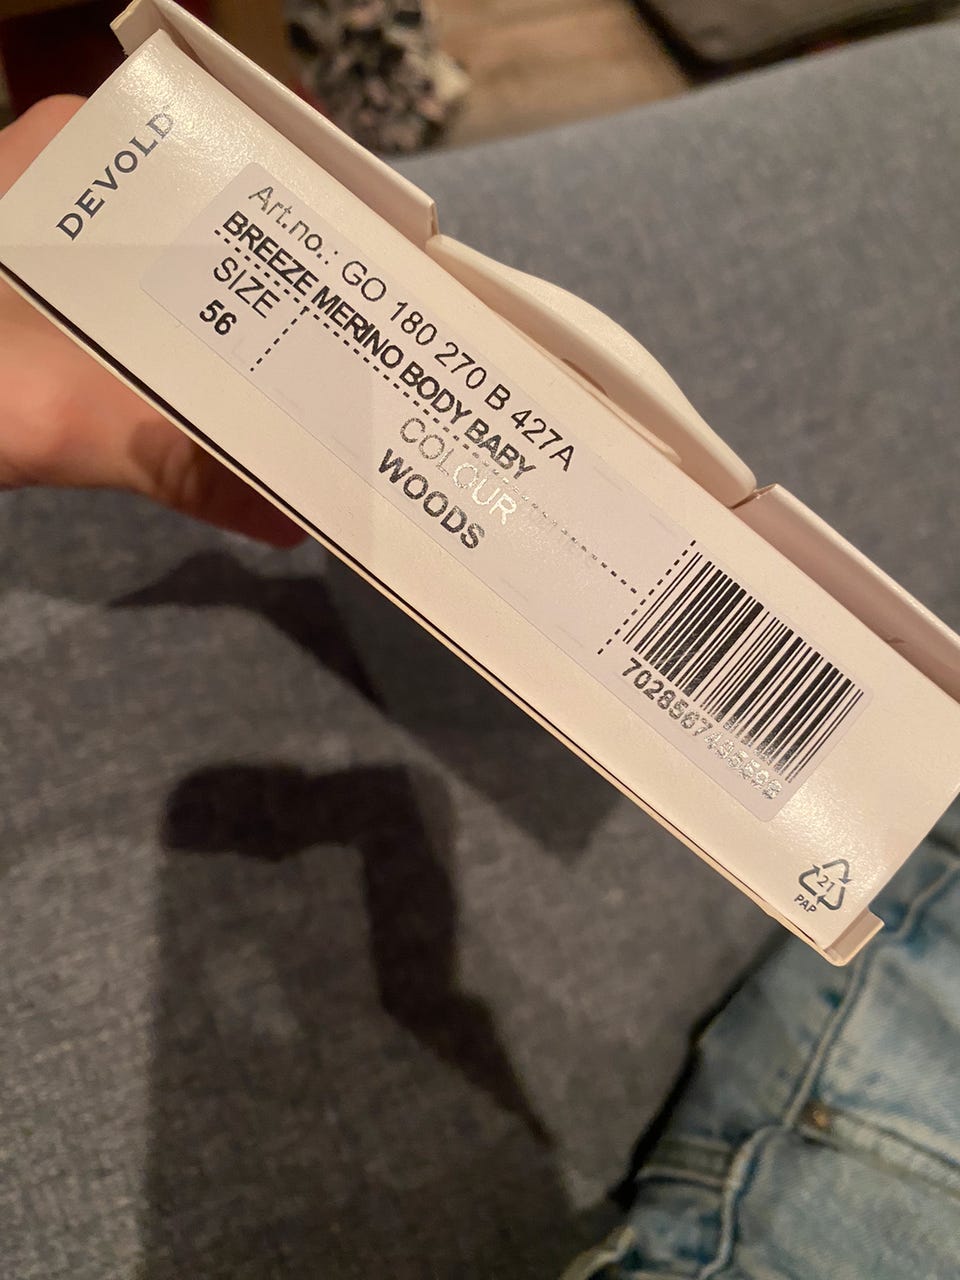 DEVOLD
Art.no.: GO 180 270 B 427A
BREEZE MERINO BODY BABY
SIZE COLOUR
56 WOODS
21
PAP